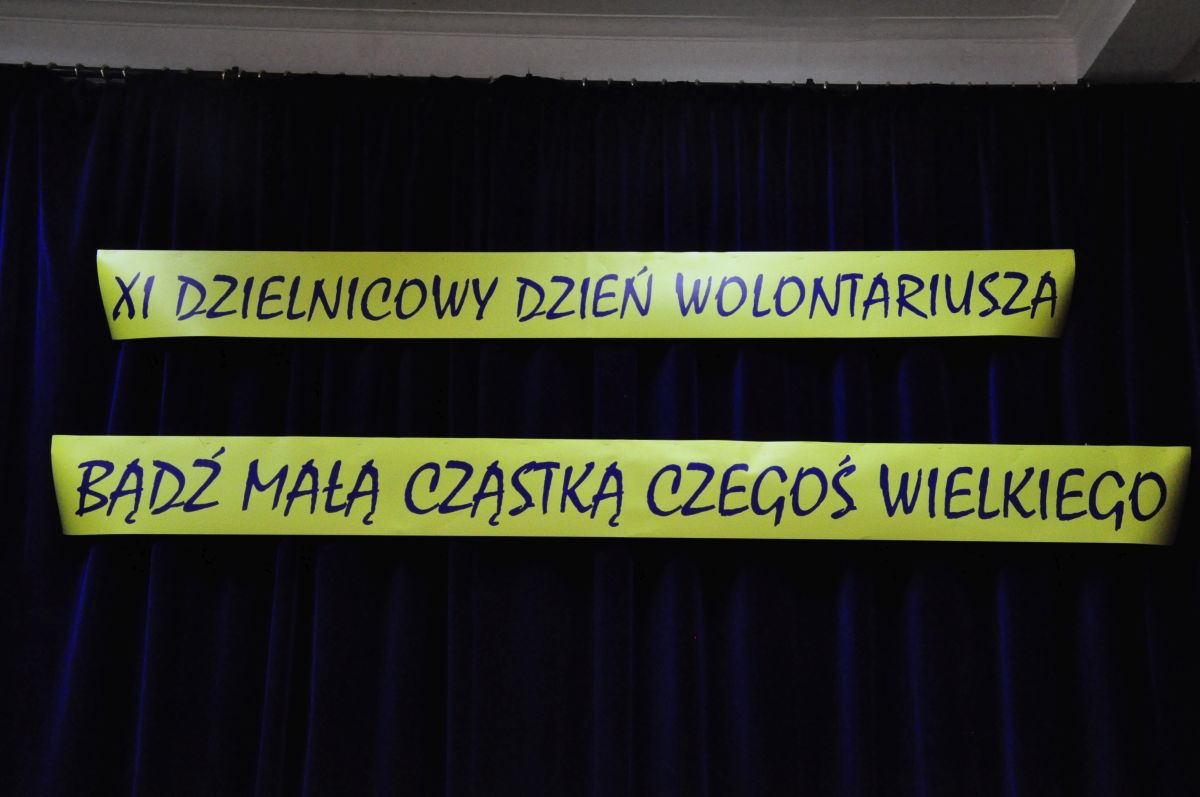 XI DZIELNICOWY DZIEŃ WOLONTARIUSZA
BĄDŹ MAŁĄ CZĄSTKĄ CZEGOŚ WIELKIEGO